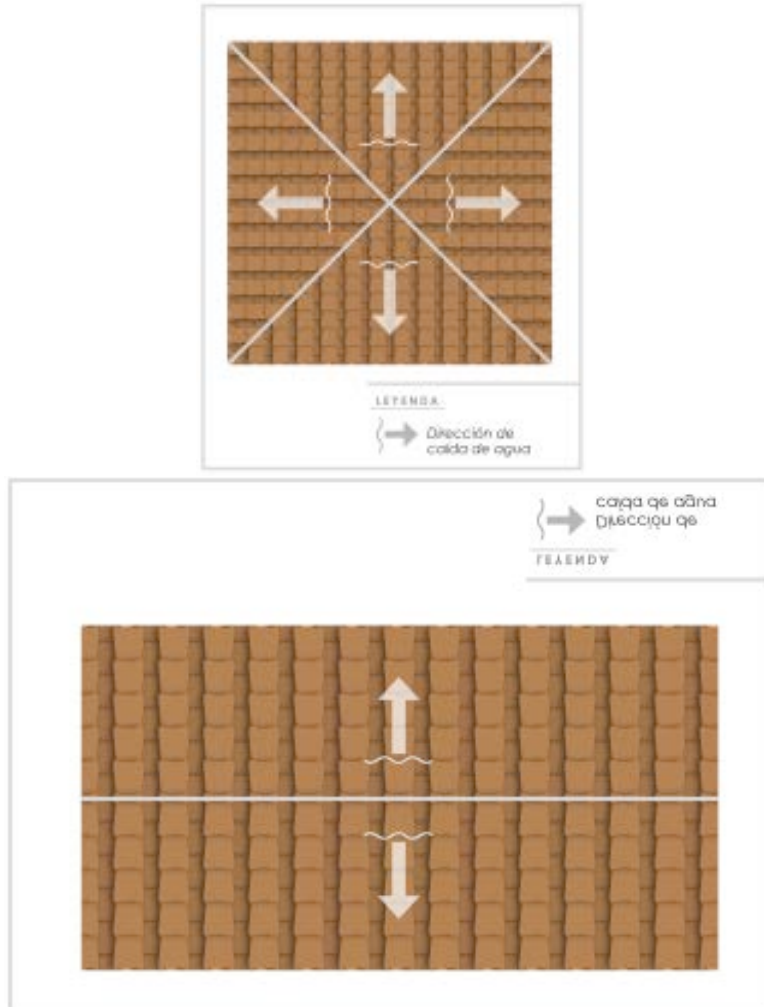 LEYENDA
Dirección de
caída de agua
LEYENDA
Dirección de
caída de agua